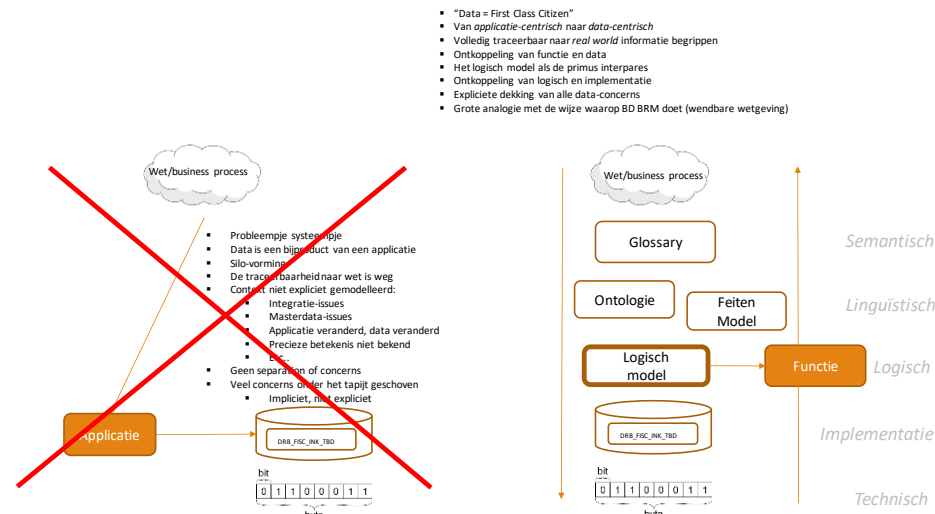 "Data = First Class Citizen"
Van applicatie-centrisch naar data-centrisch
Volledig traceerbaar naar real world informatie begrippen
Ontkoppeling van functie en data
Het logisch model als de primus interpares
Ontkoppeling van logisch en implementatie
Expliciete dekking van alle data-concerns
Grote analogie met de wijze waarop BD BRM doet (wendbare wetgeving)
Wet/business process
Probleempje systeempje
Data is een bijproduct van een applicatie
Silo-vorming
De traceerbaarheid naar wet is weg
Context niet expliciet gemodelleerd:
Integratie-issues
Masterdata-issues
Applicatie veranderd, data veranderd
Precieze betekenis niet bekend
Etc..
Geen separation of concerns
Veel concerns onder het tapijt geschoven
Impliciet, niet expliciet
Applicatie
DRB_FISC_INK_TBD
bit
0 1 1 0 0 0 1 1
byte
Wet/business process
Glossary
Semantisch
Ontologie
Feiten
Model
Linguïstisch
Logisch
model
Functie
Logisch
DRB_FISC_INK_TBD
Implementatie
bit
0 1 1 0 0 0 1 1
byte
Technisch